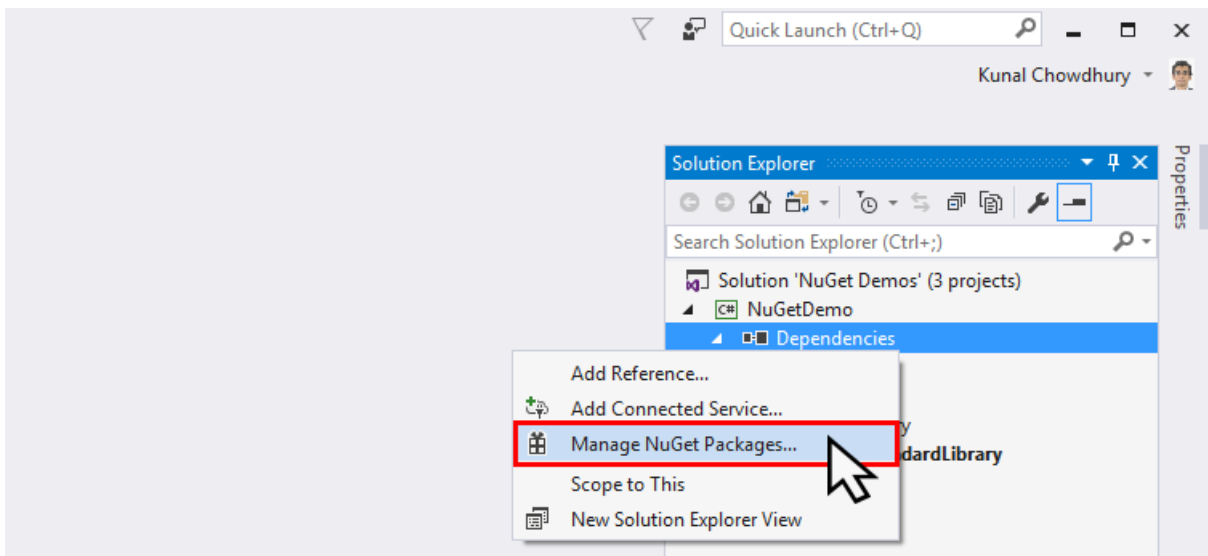 Quick Launch (Ctrl+Q)
Kunal Chowdhury
Properties
Solution Explorer
Search Solution Explorer (Ctrl+;)
Solution 'NuGet Demos' (3 projects)
C# NuGetDemo
Dependencies
Add Reference...
Add Connected Service...
y
Manage NuGet Packages...
dardLibrary
Scope to This
New Solution Explorer View